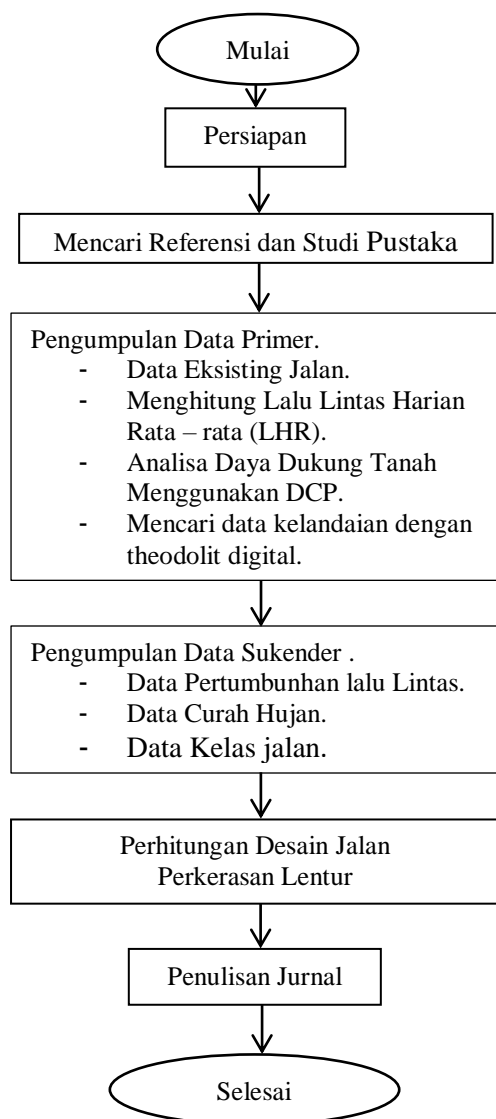 Mulai
Persiapan
Mencari Referensi dan Studi Pustaka
Pengumpulan Data Primer.
- Data Eksisting Jalan.
- Menghitung Lalu Lintas Harian
Rata – rata (LHR).
- Analisa Daya Dukung Tanah
Menggunakan DCP.
- Mencari data kelandaian dengan
theodolit digital.
Pengumpulan Data Sukender .
- Data Pertumbunhan lalu Lintas.
- Data Curah Hujan.
- Data Kelas jalan.
Perhitungan Desain Jalan
Perkerasan Lentur
Penulisan Jurnal
Selesai